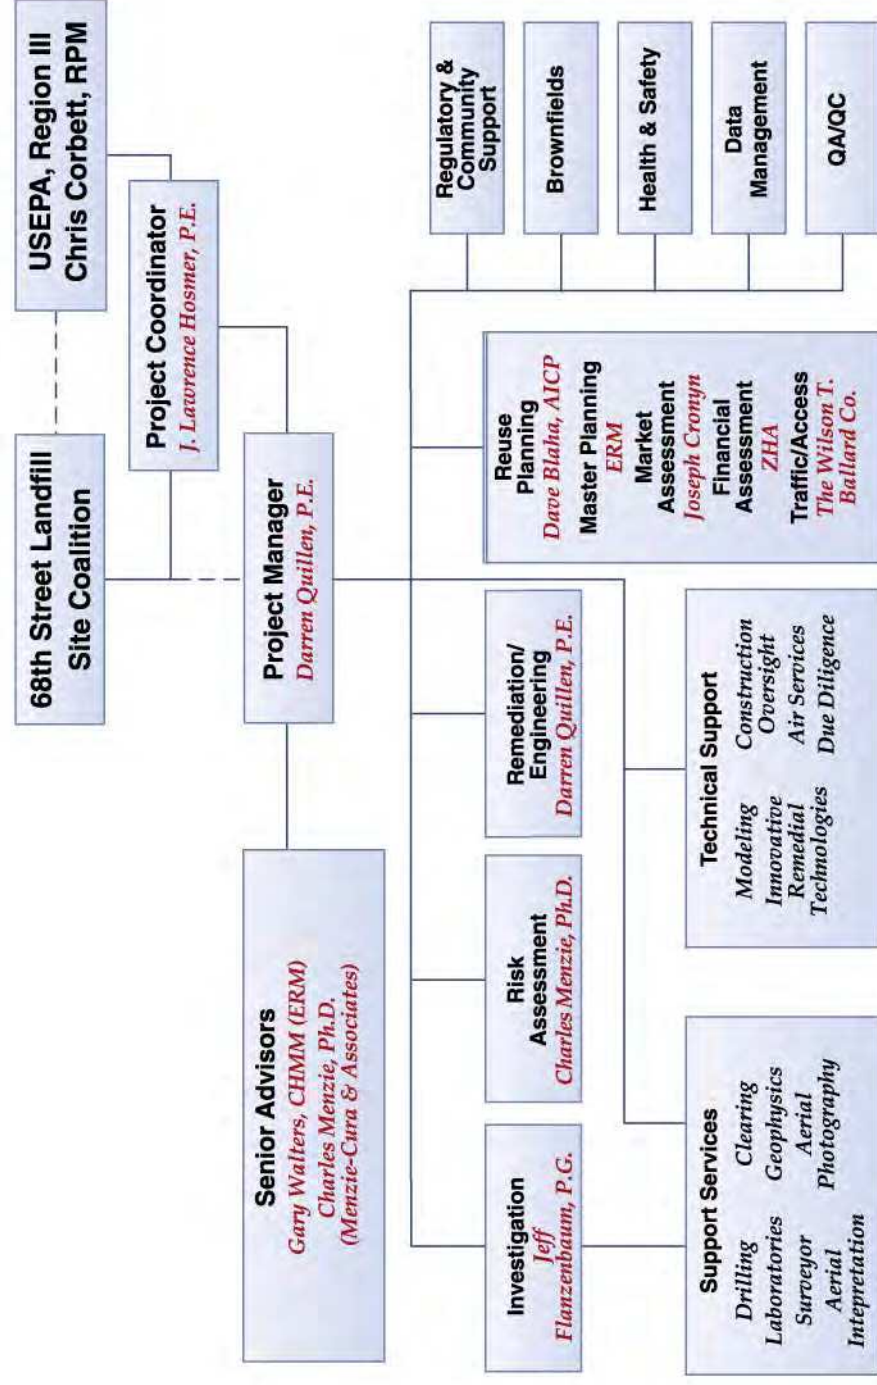 68th Street Landfill
Site Coalition
USEPA, Region III
Chris Corbett, RPM
Project Coordinator
J. Lawrence Hosmer, P.E.
Project Manager
Darren Quillen, P.E.
Senior Advisors
Gary Walters, CHMM (ERM)
Charles Menzie, Ph.D.
(Menzie-Cura & Associates)
Investigation
Jeff
Flanzenbaum, P.G.
Risk
Assessment
Charles Menzie, Ph.D.
Remediation/
Engineering
Darren Quillen, P.E.
Reuse
Planning
Dave Blaha, AICP
Master Planning
ERM
Market
Assessment
Joseph Cronyn
Financial
Assessment
ZHA
Traffic/Access
The Wilson T.
Ballard Co.
Regulatory &
Community
Support
Brownfields
Health & Safety
Data
Management
QA/QC
Support Services
Drilling
Laboratories
Surveyor
Aerial
Intepretation
Clearing
Geophysics
Aerial
Photography
Technical Support
Modeling
Innovative
Remedial
Technologies
Construction
Oversight
Air Services
Due Diligence